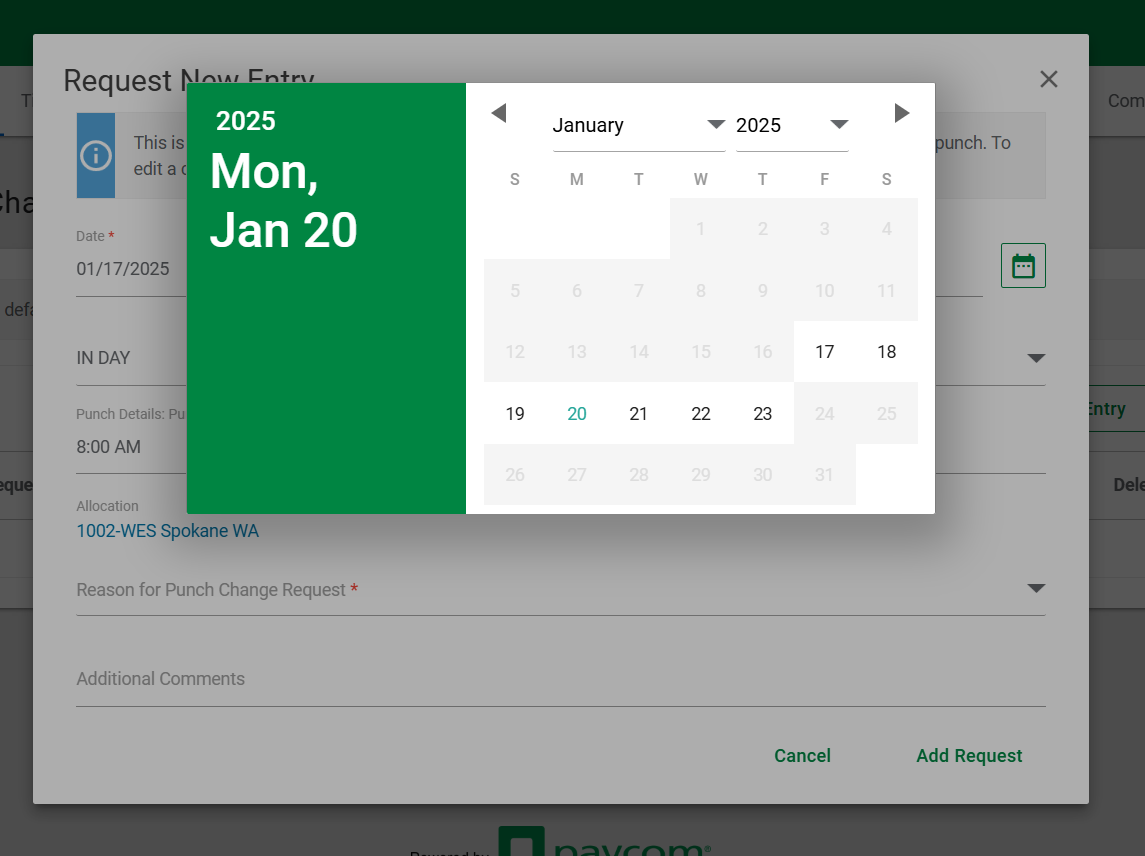 Request New Entry
Com
This is
punch. To
edit a c
Cha
2025
Mon,
Jan 20
January
2025
S M T W T F S
1 2 3 4
5 6 7 8 9 10 11
12 13 14 15 16 17 18
19 20 21 22 23 24 25
26 27 28 29 30 31
Date *
01/17/2025
defa
IN DAY
Punch Details: Pu
Entry
8:00 AM
eque
Dele
Allocation
1002-WES Spokane WA
Reason for Punch Change Request *
Additional Comments
Cancel
Add Request
Powered by paycom®